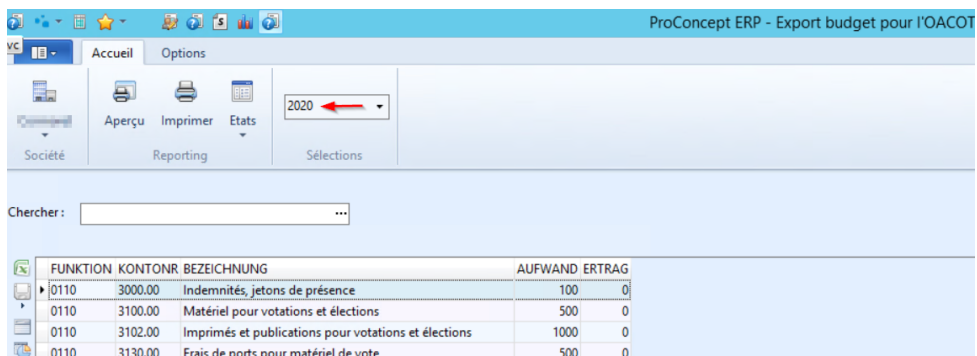 ProConcept ERP - Export budget pour l'OACOT
vc
Accueil Options
2020
Aperçu Imprimer Etats
Société Reporting Sélections
Chercher :
FUNKTION KONTONR BEZEICHNUNG AUFWAND ERTRAG
0110 3000.00 Indemnités, jetons de présence 100 0
0110 3100.00 Matériel pour votations et élections 500 0
0110 3102.00 Imprimés et publications pour votations et élections 1000 0
0110 3130.00 Frais de ports pour matériel de vote 500 0